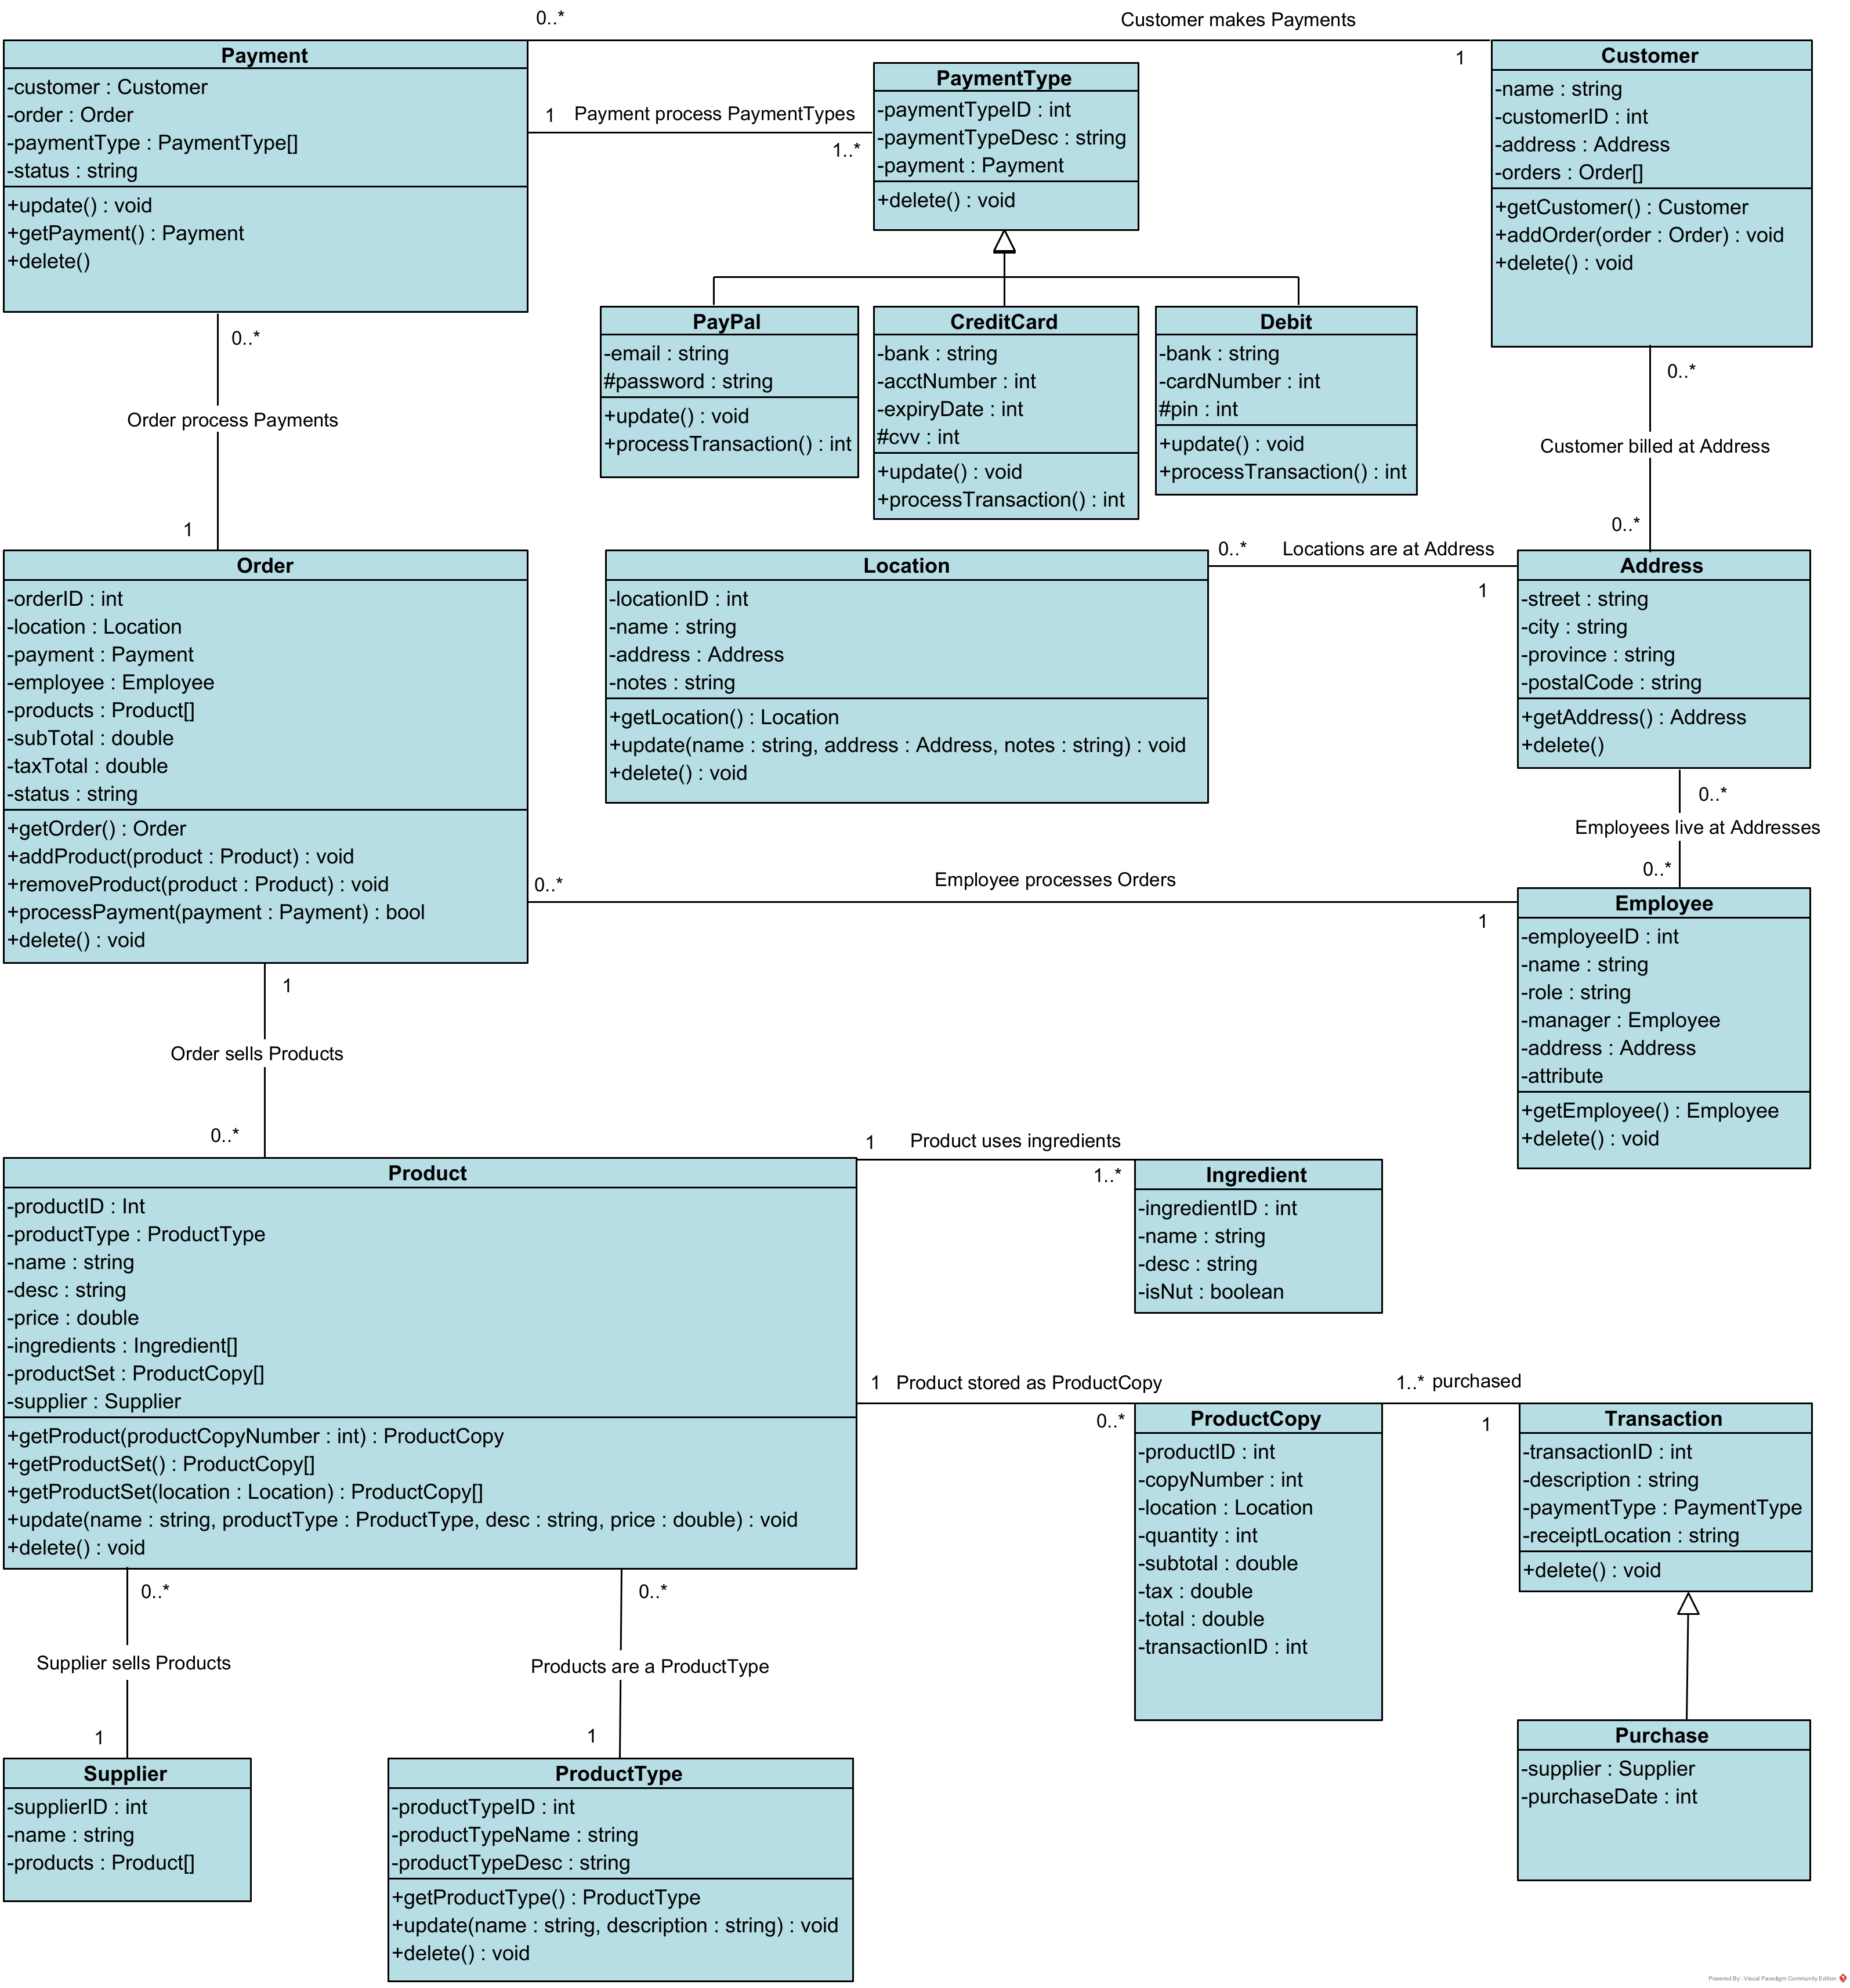 0..*
Customer makes Payments
1
Payment
-customer : Customer
-order : Order
-paymentType : PaymentType[]
-status : string
+update() : void
+getPayment() : Payment
+delete()
1
Payment process PaymentTypes
1..*
PaymentType
-paymentTypeID : int
-paymentTypeDesc : string
-payment : Payment
+delete() : void
Customer
-name : string
-customerID : int
-address : Address
-orders : Order[]
+getCustomer() : Customer
+addOrder(order : Order) : void
+delete() : void
PayPal
-email : string
#password : string
+update() : void
+processTransaction() : int
CreditCard
-bank : string
-acctNumber : int
-expiryDate : int
#cvv : int
+update() : void
+processTransaction() : int
Debit
-bank : string
-cardNumber : int
#pin : int
+update() : void
+processTransaction() : int
0..*
Order process Payments
1
0..*
Customer billed at Address
0..*
Order
-orderID : int
-location : Location
-payment : Payment
-employee : Employee
-products : Product[]
-subTotal : double
-taxTotal : double
-status : string
+getOrder() : Order
+addProduct(product : Product) : void
+removeProduct(product : Product) : void
+processPayment(payment : Payment) : bool
+delete() : void
Location
-locationID : int
-name : string
-address : Address
-notes : string
+getLocation() : Location
+update(name : string, address : Address, notes : string) : void
+delete() : void
0..*
Locations are at Address
1
Address
-street : string
-city : string
-province : string
-postalCode : string
+getAddress() : Address
+delete()
0..*
Employees live at Addresses
0..*
0..*
Employee processes Orders
1
Employee
-employeeID : int
-name : string
-role : string
-manager : Employee
-address : Address
-attribute
+getEmployee() : Employee
+delete() : void
1
Order sells Products
0..*
Product
-productID : Int
-productType : ProductType
-name : string
-desc : string
-price : double
-ingredients : Ingredient[]
-productSet : ProductCopy[]
-supplier : Supplier
+getProduct(productCopyNumber : int) : ProductCopy
+getProductSet() : ProductCopy[]
+getProductSet(location : Location) : ProductCopy[]
+update(name : string, productType : ProductType, desc : string, price : double) : void
+delete() : void
1
Product uses ingredients
1..*
Ingredient
-ingredientID : int
-name : string
-desc : string
-isNut : boolean
1
Product stored as ProductCopy
0..*
ProductCopy
-productID : int
-copyNumber : int
-location : Location
-quantity : int
-subtotal : double
-tax : double
-total : double
-transactionID : int
1..*
purchased
1
Transaction
-transactionID : int
-description : string
-paymentType : PaymentType
-receiptLocation : string
+delete() : void
Purchase
-supplier : Supplier
-purchaseDate : int
0..*
Supplier sells Products
1
0..*
Products are a ProductType
1
Supplier
-supplierID : int
-name : string
-products : Product[]
ProductType
-productTypeID : int
-productTypeName : string
-productTypeDesc : string
+getProductType() : ProductType
+update(name : string, description : string) : void
+delete() : void
Powered By Visual Paradigm Community Edition